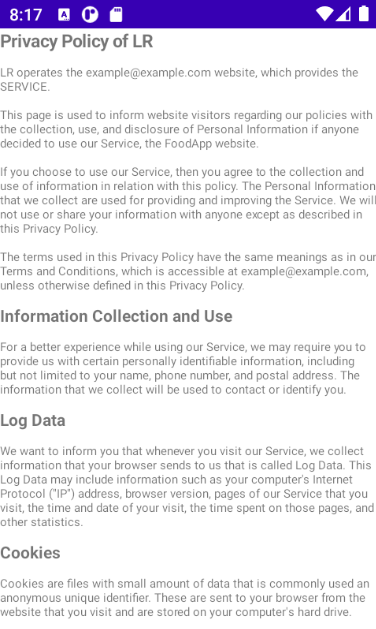 8:17
Privacy Policy of LR
LR operates the example@example.com website, which provides the
SERVICE.
This page is used to inform website visitors regarding our policies with
the collection, use, and disclosure of Personal Information if anyone
decided to use our Service, the FoodApp website.
If you choose to use our Service, then you agree to the collection and
use of information in relation with this policy. The Personal Information
that we collect are used for providing and improving the Service. We will
not use or share your information with anyone except as described in
this Privacy Policy.
The terms used in this Privacy Policy have the same meanings as in our
Terms and Conditions, which is accessible at example@example.com,
unless otherwise defined in this Privacy Policy.
Information Collection and Use
For a better experience while using our Service, we may require you to
provide us with certain personally identifiable information, including
but not limited to your name, phone number, and postal address. The
information that we collect will be used to contact or identify you.
Log Data
We want to inform you that whenever you visit our Service, we collect
information that your browser sends to us that is called Log Data. This
Log Data may include information such as your computer's Internet
Protocol ("IP") address, browser version, pages of our Service that you
visit, the time and date of your visit, the time spent on those pages, and
other statistics.
Cookies
Cookies are files with small amount of data that is commonly used an
anonymous unique identifier. These are sent to your browser from the
website that you visit and are stored on your computer's hard drive.